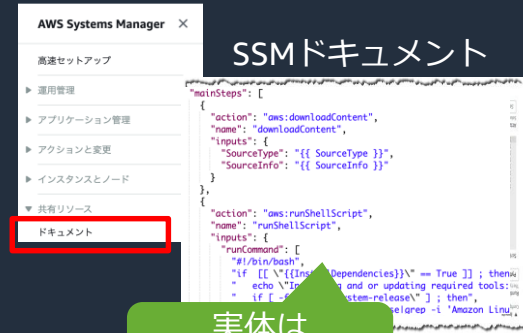 AWS Systems Manager ×
高速セットアップ
運用管理
アプリケーション管理
アクションと変更
インスタンスとノード
共有リソース
ドキュメント
SSMドキュメント
"mainSteps": [
{
"action": "aws:downloadContent",
"name": "downloadContent",
"inputs": {
"SourceType": "{{ SourceType }}",
"SourceInfo": "{{ SourceInfo }}"
}
},
{
"action": "aws:runShellScript",
"name": "runShellScript",
"inputs": {
"runCommand": [
"#!/bin/bash",
"if [[ \"{{Ins Dependencies}}\" == True ]] ; then
echo \"In g and or updating required tools:
if [ -f stem-release\" ] ; then",
grep -i 'Amazon Linu
実体は